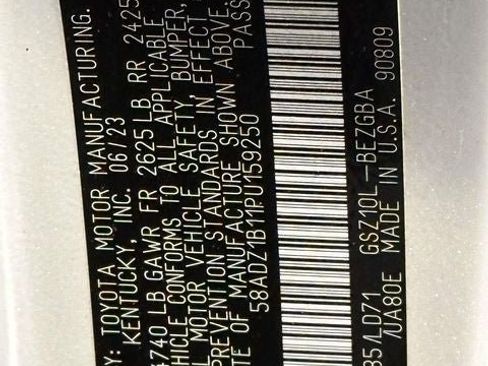 Y: TOYOTA MOTOR MANUFACTURING.
KENTUCKY, INC. 06/23
4740 LB GAWR FR 2625 LB RR 2425
HICLE CONFORMS TO ALL APPLICABLE
L MOTOR VEHICLE SAFETY, BUMPER,
PREVENTION STANDARDS IN EFFECT
TE OF MANUFACTURE SHOWN ABOVE.
58ADZ1B11PU159250 PASS
GSZ10L-BEZGBA
/UA80E MADE IN U.S.A. 90809